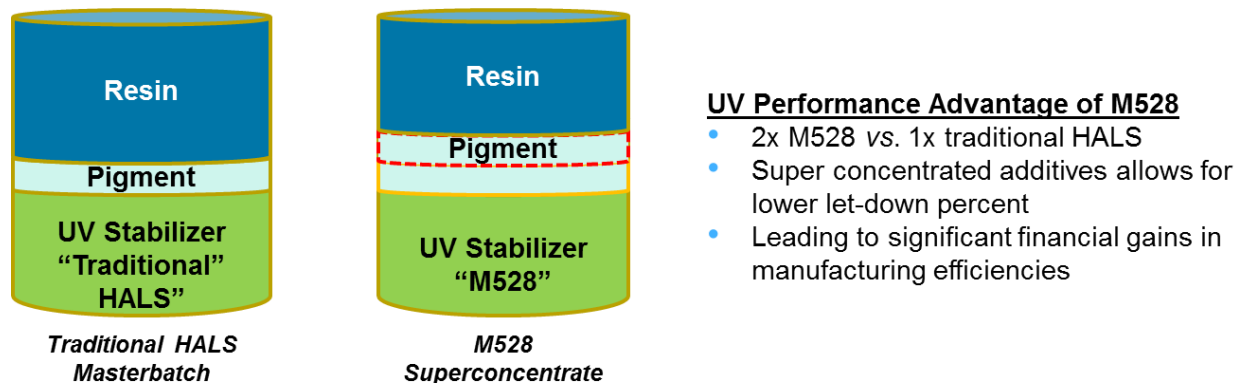 Resin
Pigment
UV Stabilizer
“Traditional”
HALS”
Traditional HALS
Masterbatch
Resin
Pigment
UV Stabilizer
“M528”
M528
Superconcentrate
UV Performance Advantage of M528
• 2x M528 vs. 1x traditional HALS
• Super concentrated additives allows for
lower let-down percent
• Leading to significant financial gains in
manufacturing efficiencies